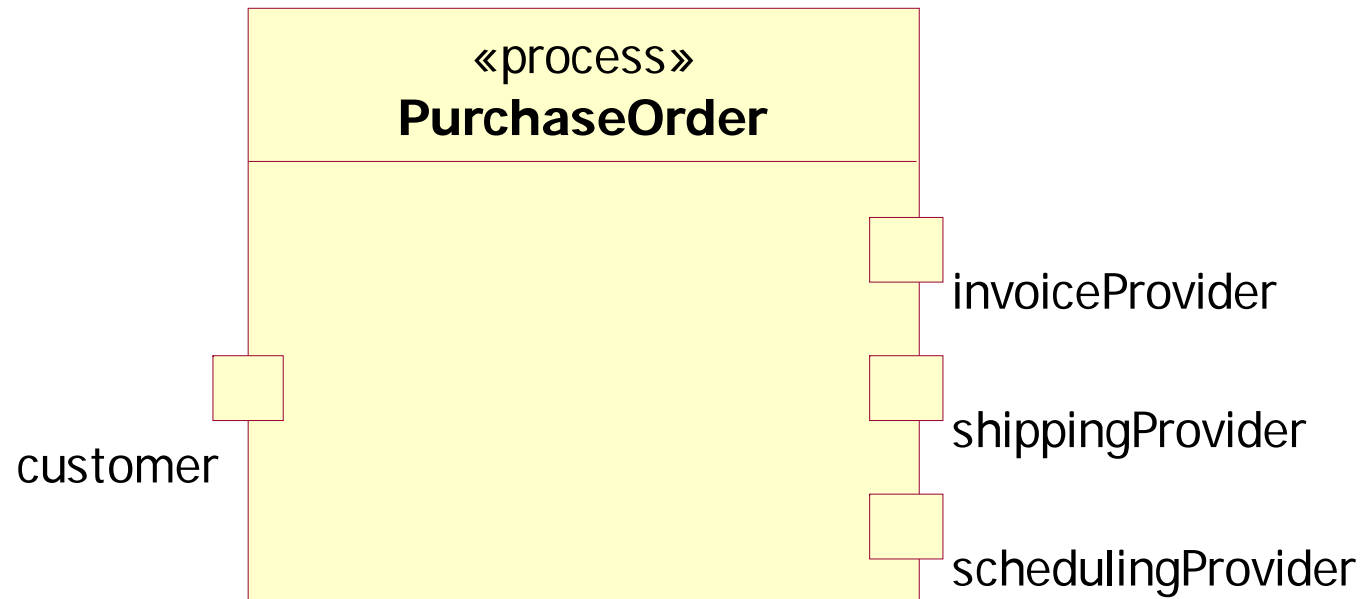 «process»
PurchaseOrder
invoiceProvider
shippingProvider
customer
schedulingProvider